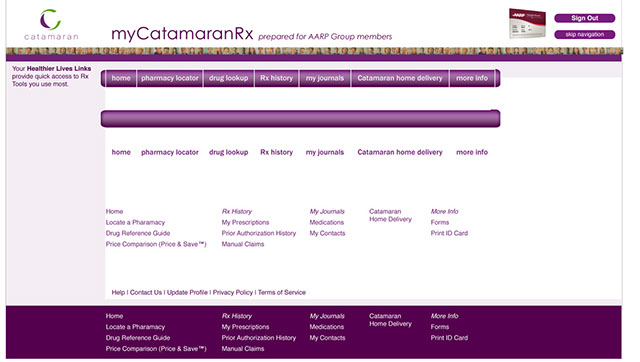 catamaran
myCatamaranRx prepared for AARP Group members
AARP
Sign Out
skip navigation
Your Healthier Lives Links
provide quick access to Rx
Tools you use most.
home pharmacy locator drug lookup Rx history my journals Catamaran home delivery more info
home pharmacy locator drug lookup Rx history my journals Catamaran home delivery more info
Home Rx History My Journals Catamaran More Info
Home Delivery
Locate a Pharamacy My Prescriptions Medications Forms
Drug Reference Guide Prior Authorization History My Contacts Print ID Card
Price Comparison (Price & Save™) Manual Claims
Help | Contact Us | Update Profile | Privacy Policy | Terms of Service
Home Rx History My Journals Catamaran More Info
Home Delivery
Locate a Pharamacy My Prescriptions Medications Forms
Drug Reference Guide Prior Authorization History My Contacts Print ID Card
Price Comparison (Price & Save™) Manual Claims